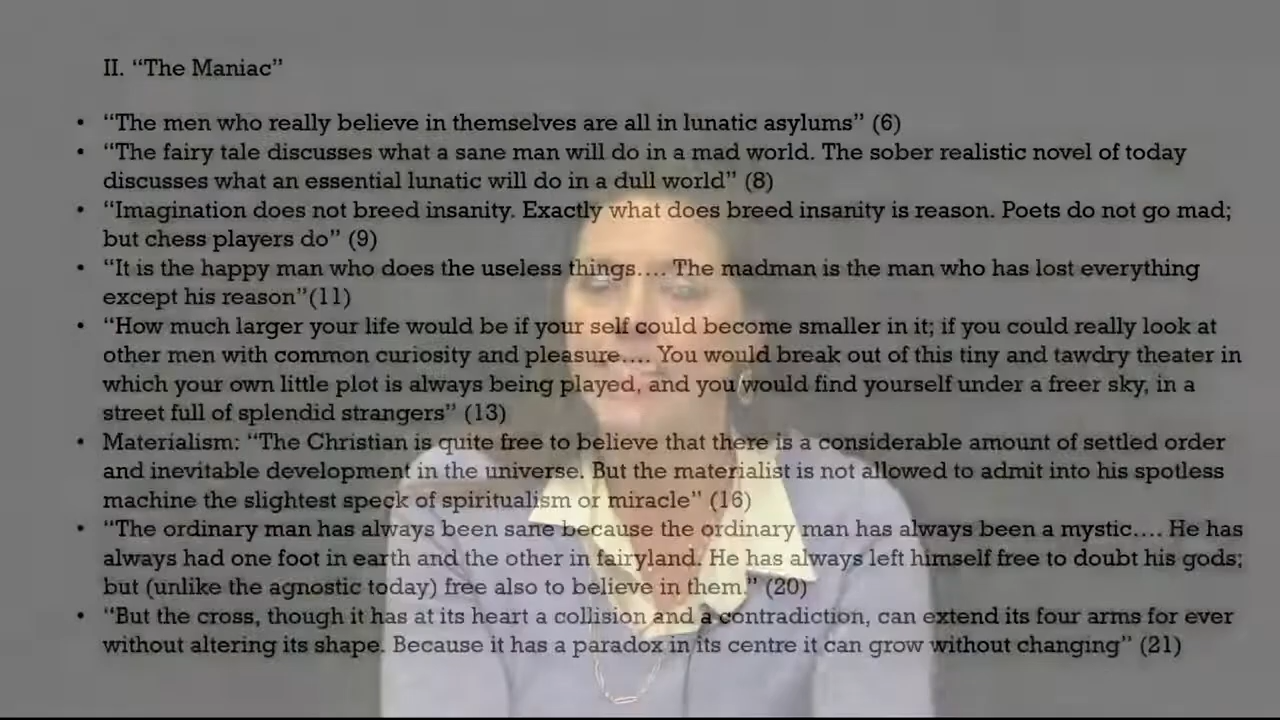 II. “The Maniac”
• “The men who really believe in themselves are all in lunatic asylums” (6)
• “The fairy tale discusses what a sane man will do in a mad world. The sober realistic novel of today
discusses what an essential lunatic will do in a dull world” (8)
• “Imagination does not breed insanity. Exactly what does breed insanity is reason. Poets do not go mad;
but chess players do” (9)
• “It is the happy man who does the useless things…. The madman is the man who has lost everything
except his reason”(11)
• “How much larger your life would be if your self could become smaller in it; if you could really look at
other men with common curiosity and pleasure…. You would break out of this tiny and tawdry theater in
which your own little plot is always being played, and you would find yourself under a freer sky, in a
street full of splendid strangers” (13)
• Materialism: “The Christian is quite free to believe that there is a considerable amount of settled order
and inevitable development in the universe. But the materialist is not allowed to admit into his spotless
machine the slightest speck of spiritualism or miracle” (16)
• “The ordinary man has always been sane because the ordinary man has always been a mystic…. He has
always had one foot in earth and the other in fairyland. He has always left himself free to doubt his gods;
but (unlike the agnostic today) free also to believe in them.” (20)
• “But the cross, though it has at its heart a collision and a contradiction, can extend its four arms for ever
without altering its shape. Because it has a paradox in its centre it can grow without changing” (21)